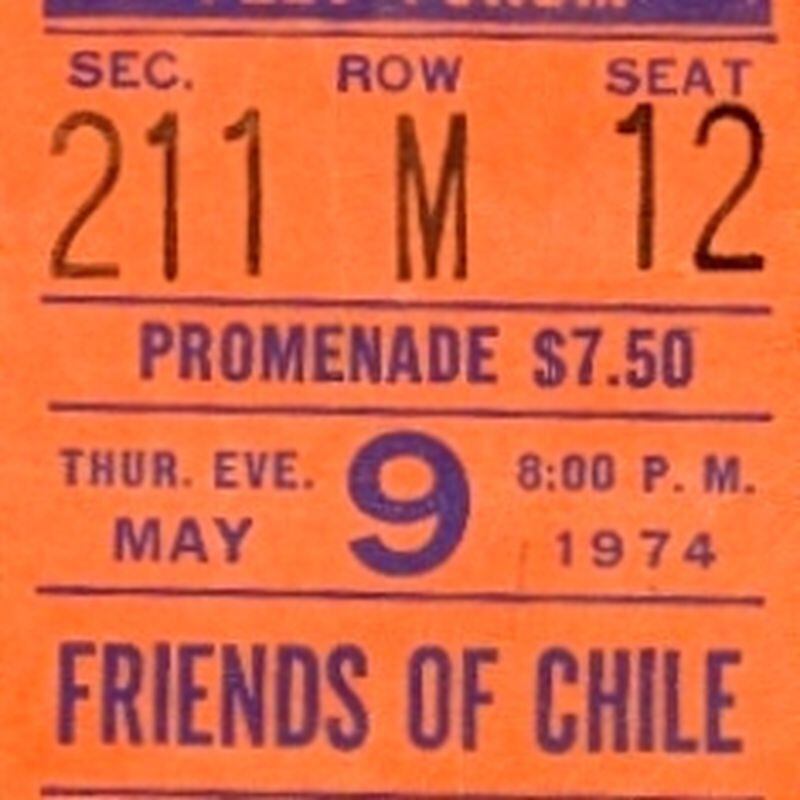 SEC. ROW SEAT
211 M 12
PROMENADE $7.50
THUR. EVE. 9 8:00 P. M.
MAY 1974
FRIENDS OF CHILE